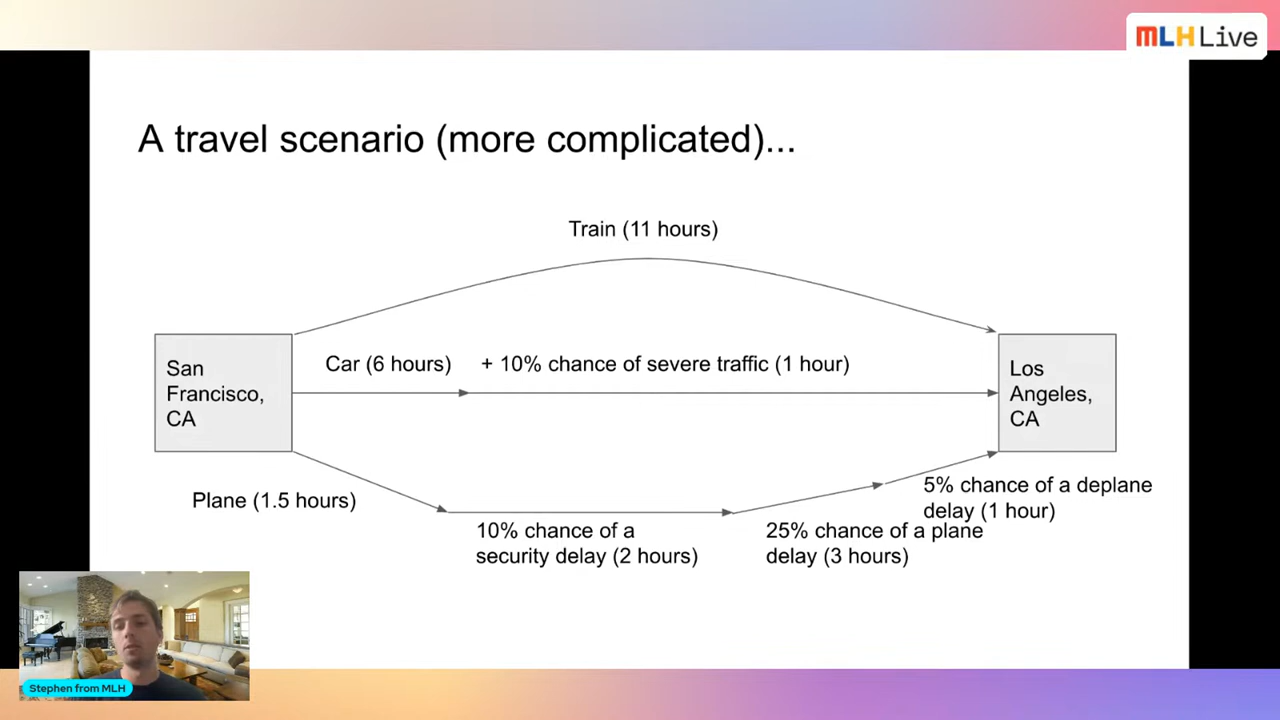 MLH Live
A travel scenario (more complicated)...
Train (11 hours)
San
Francisco,
CA
Car (6 hours)
+ 10% chance of severe traffic (1 hour)
Los
Angeles,
CA
Plane (1.5 hours)
10% chance of a
security delay (2 hours)
25% chance of a plane
delay (3 hours)
5% chance of a deplane
delay (1 hour)
Stephen from MLH